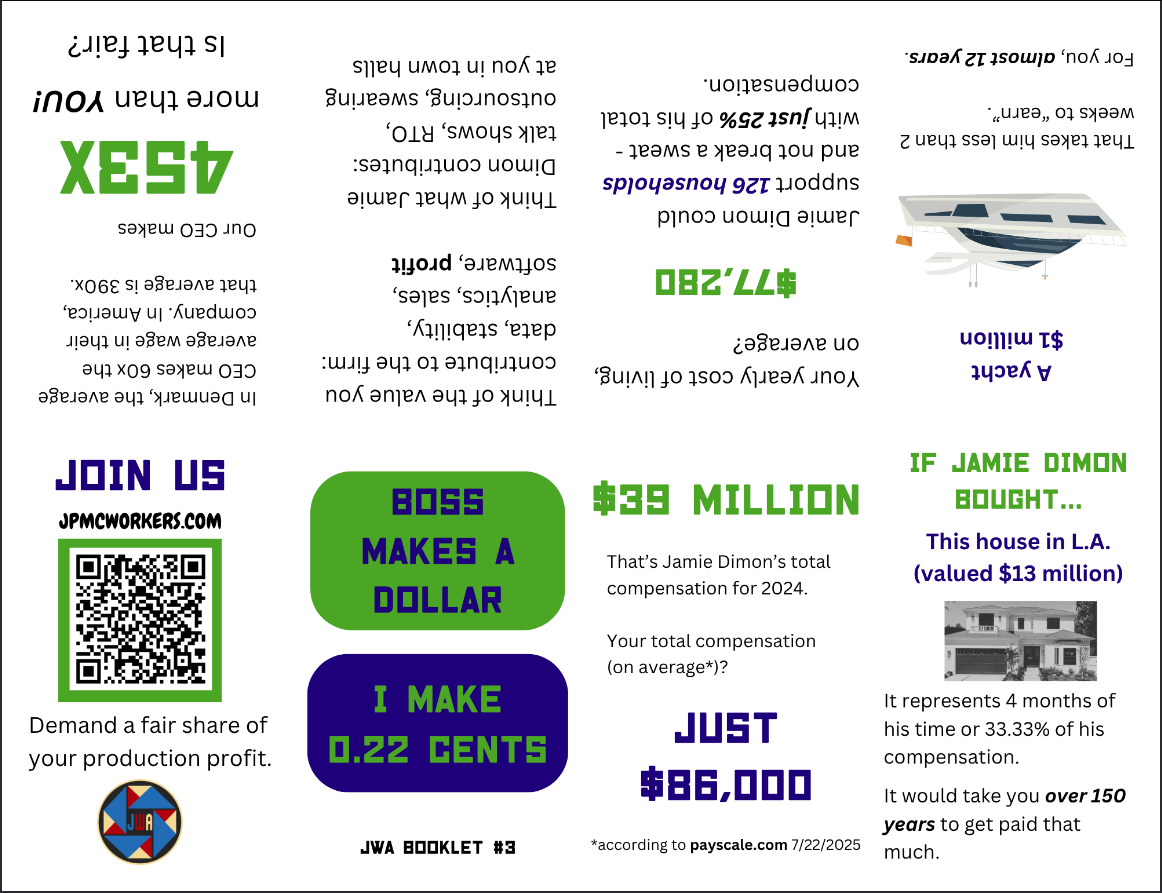 BOSS
MAKES A
DOLLAR
I MAKE
0.22 CENTS
JWA BOOKLET #3
$39 MILLION
That’s Jamie Dimon’s total
compensation for 2024.
Your total compensation
(on average*)?
JUST
$86,000
*according to payscale.com 7/22/2025
IF JAMIE DIMON
BOUGHT...
This house in L.A.
(valued $13 million)
It represents 4 months of
his time or 33.33% of his
compensation.
It would take you over 150
years to get paid that
much.
A yacht
$1 million
That takes him less than 2
weeks to “earn”.
For you, almost 12 years.
Your yearly cost of living,
on average?
$77,280
Jamie Dimon could
support 126 households
and not break a sweat -
with just 25% of his total
compensation.
Think of the value you
contribute to the firm:
data, stability,
analytics, sales,
software, profit
Think of what Jamie
Dimon contributes:
talk shows, RTO,
outsourcing, swearing
at you in town halls
In Denmark, the average
CEO makes 60x the
average wage in their
company. In America,
that average is 390x.
Our CEO makes
453X
more than YOU!
Is that fair?
JOIN US
JPMCWORKERS.COM
Demand a fair share of
your production profit.
JWA